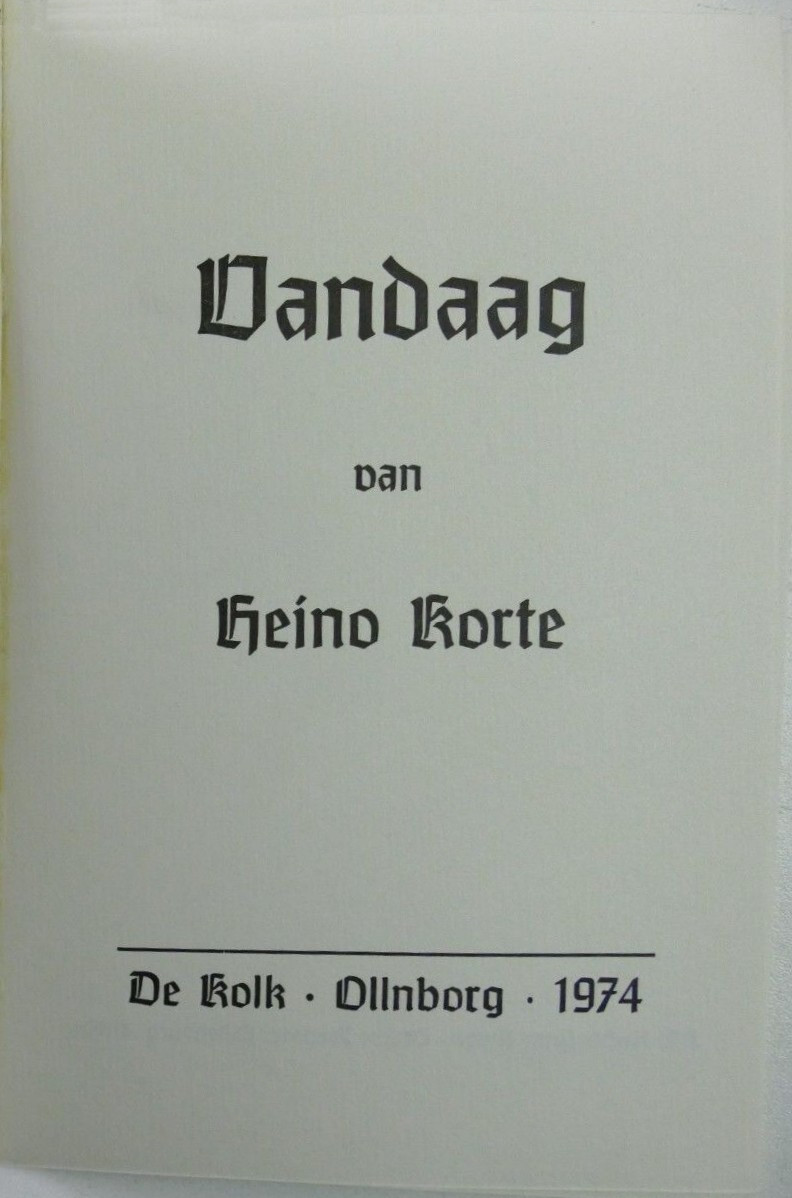 Vandaag
van
Heino Korte
De Kolk · Ollnborg · 1974